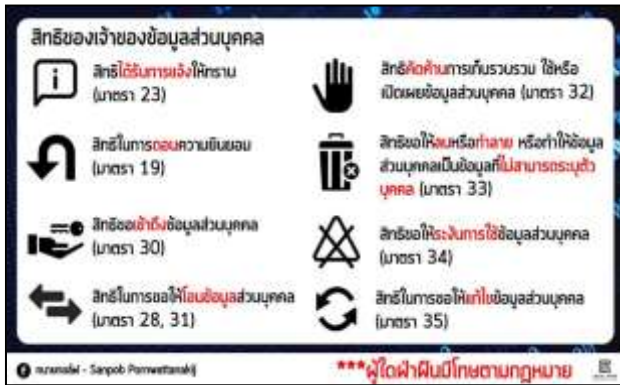 สิทธิของเจ้าของข้อมูลส่วนบุคคล
สิทธิได้รับการแจ้งให้ทราบ
(มาตรา 23)
สิทธิในการถอนความยินยอม
(มาตรา 19)
สิทธิขอเข้าถึงข้อมูลส่วนบุคคล
(มาตรา 30)
สิทธิในการขอให้โอนข้อมูลส่วนบุคคล
(มาตรา 28, 31)
สิทธิคัดค้านการเก็บรวบรวม ใช้หรือ
เปิดเผยข้อมูลส่วนบุคคล (มาตรา 32)
สิทธิขอให้ลบหรือทำลาย หรือทำให้ข้อมูล
ส่วนบุคคลเป็นข้อมูลที่ไม่สามารถระบุตัว
บุคคล (มาตรา 33)
สิทธิขอให้ระงับการใช้ข้อมูลส่วนบุคคล
(มาตรา 34)
สิทธิในการขอให้แก้ไขข้อมูลส่วนบุคคล
(มาตรา 35)
- Sanpob Pornwattanakij
***ผู้ใดฝ่าฝืนมีโทษตามกฎหมาย